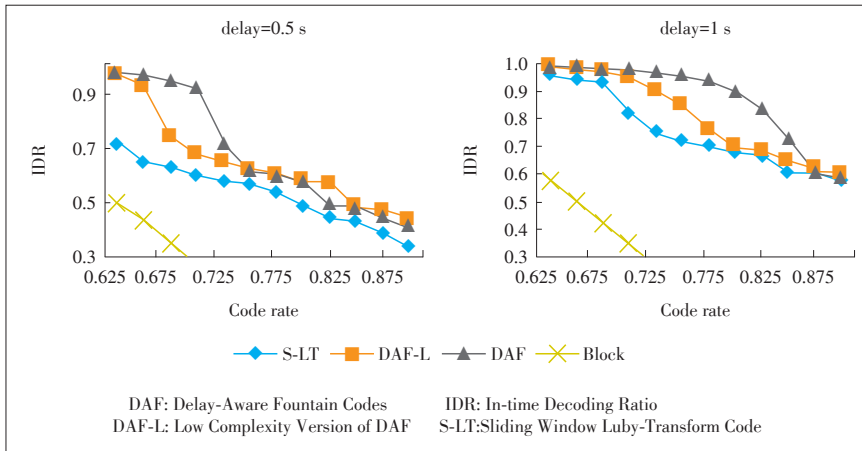 delay=0.5 s
0.9
0.7
0.5
0.3
IDR
0.625 0.675 0.725 0.775 0.825 0.875
Code rate
delay=1 s
1.0
0.9
0.8
0.7
0.6
0.5
0.4
0.3
IDR
0.625 0.675 0.725 0.775 0.825 0.875
Code rate
S-LT DAF-L DAF Block
DAF: Delay-Aware Fountain Codes IDR: In-time Decoding Ratio
DAF-L: Low Complexity Version of DAF S-LT:Sliding Window Luby-Transform Code